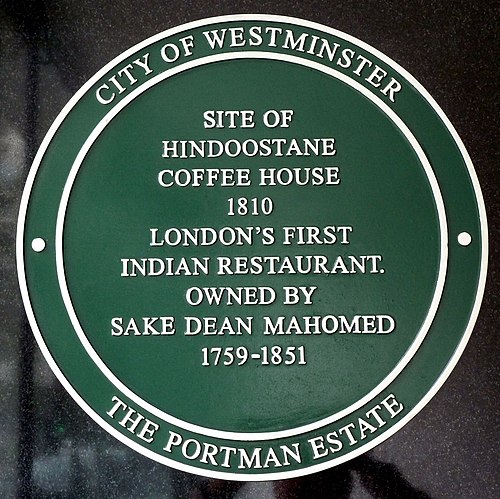 CITY OF WESTMINSTER
SITE OF
HINDOOSTANE
COFFEE HOUSE
1810
LONDON'S FIRST
INDIAN RESTAURANT.
OWNED BY
SAKE DEAN MAHOMED
1759-1851
THE PORTMAN ESTATE